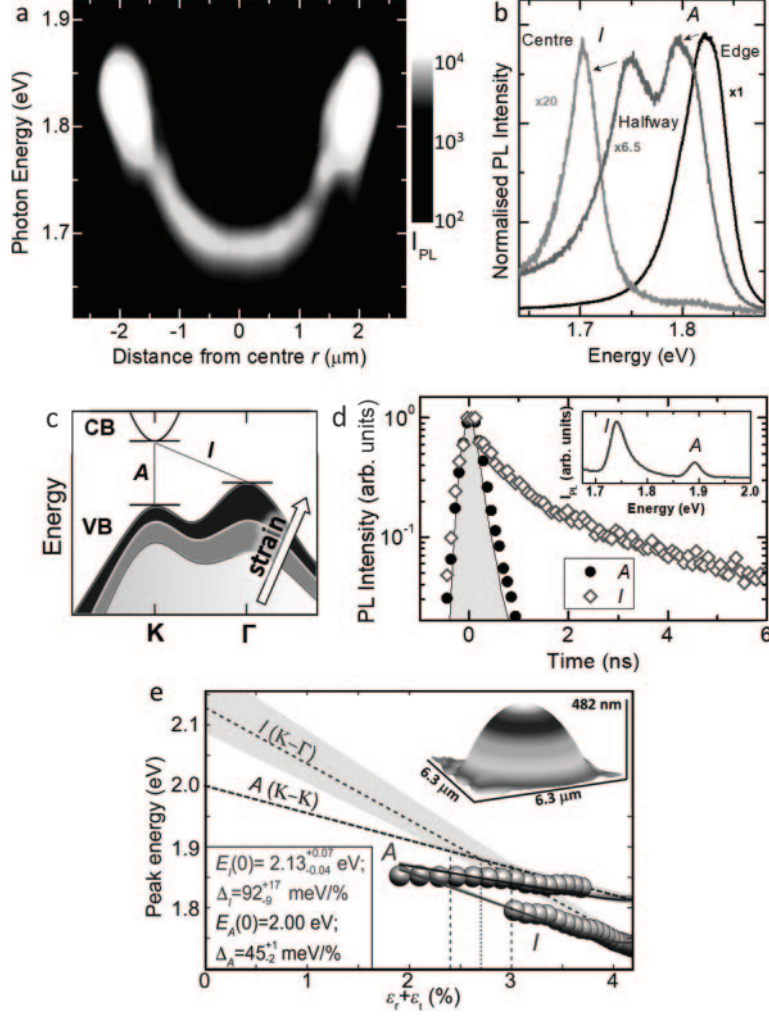 a
1.9
1.8
1.7
Photon Energy (eV)
-2 -1 0 1 2
Distance from centre r (μm)
10⁴
10³
10²
I_PL
b
Centre
I
A
Edge
x20
x1
Halfway
x6.5
Normalised PL Intensity
1.7 1.8
Energy (eV)
c
CB
A
I
VB
Energy
strain
K Γ
d
10⁰
10⁻¹
PL Intensity (arb. units)
I
A
(arb. units)
1.7 1.8 1.9 2.0
Energy (eV)
A
I
0 2 4 6
Time (ns)
e
2.1
2.0
1.9
1.8
Peak energy (eV)
I (K−Γ)
A (K−K)
482 nm
6.3 μm
6.3 μm
A
I
E_I(0)= 2.13 +0.07 -0.04 eV;
Δ_I=92 +17 -9 meV/%
E_A(0)=2.00 eV;
Δ_A=45 +1 -2 meV/%
0 1 2 3 4
ε_r+ε_t (%)